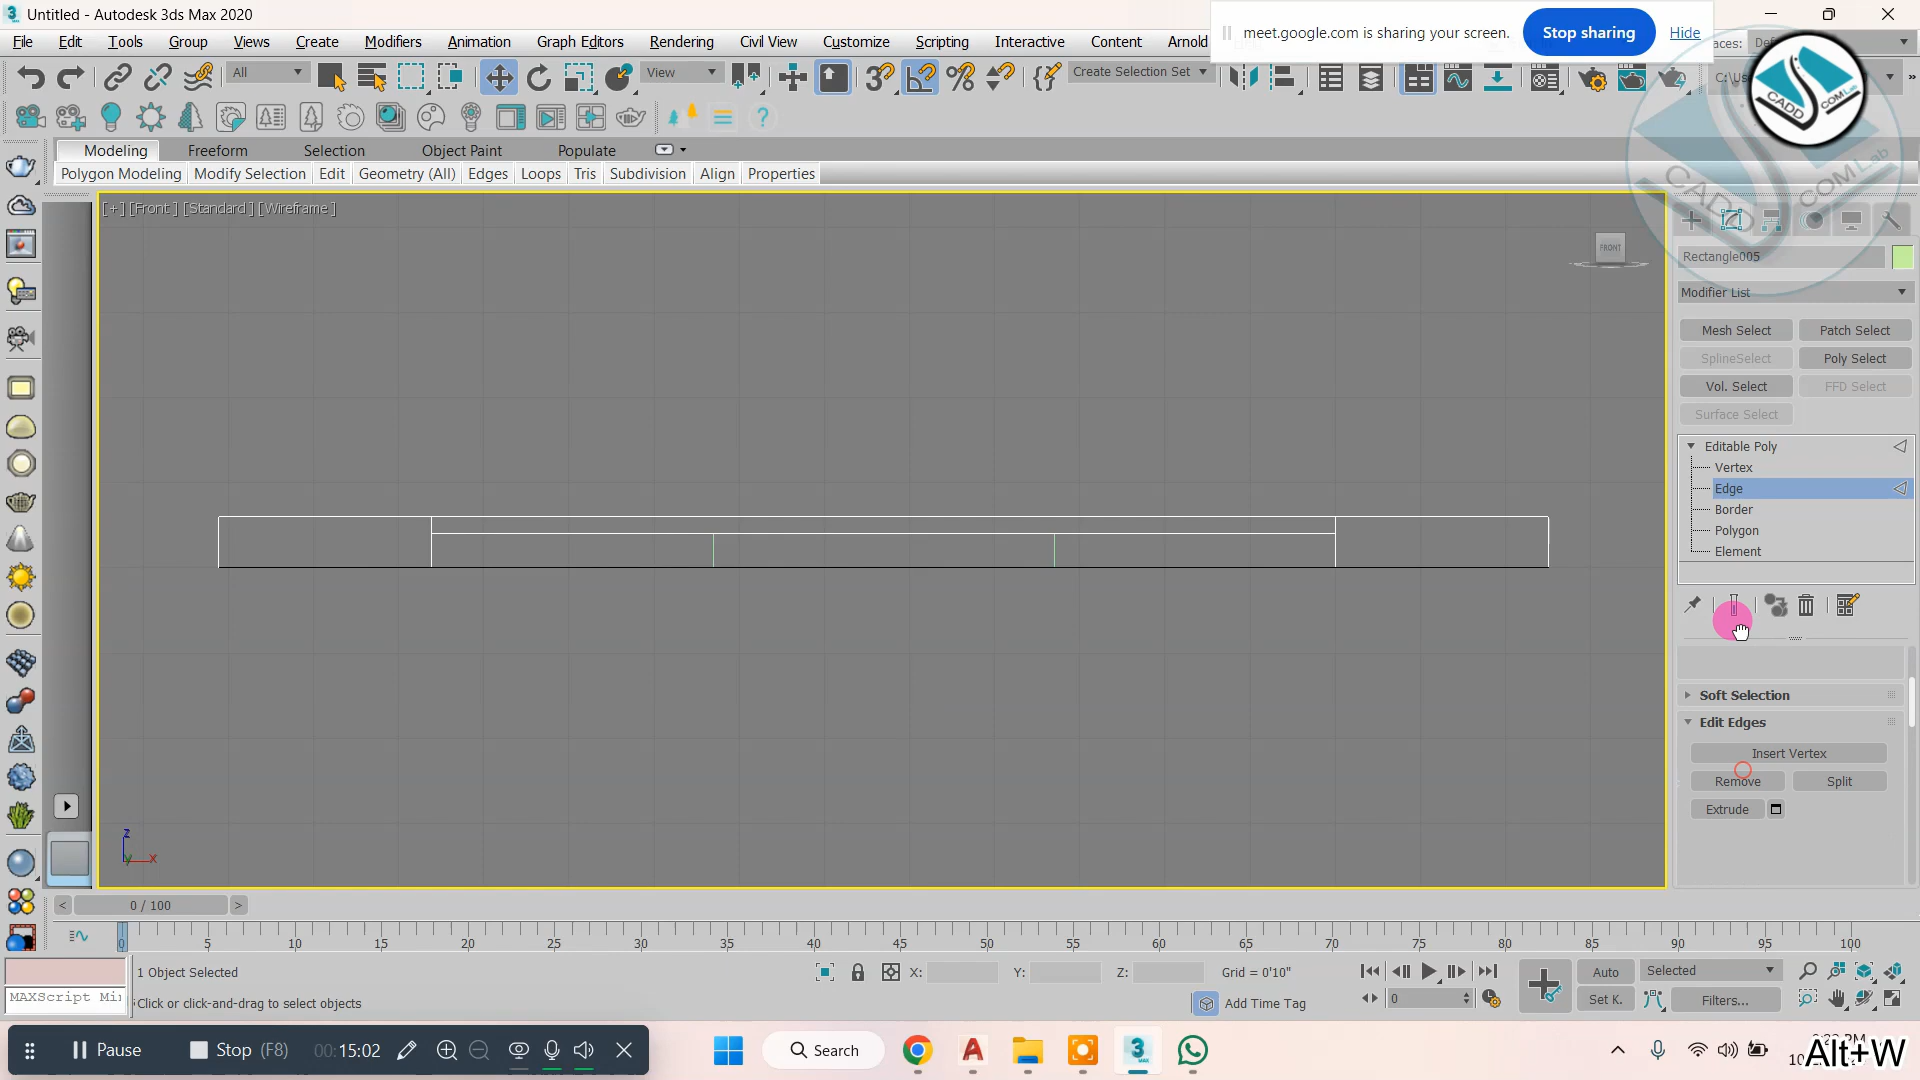 Untitled - Autodesk 3ds Max 2020
meet.google.com is sharing your screen.
Stop sharing
Hide
File Edit Tools Group Views Create Modifiers Animation Graph Editors Rendering Civil View Customize Scripting Interactive Content Arnold
All
View
Create Selection Set
CADD COM Lab
Modeling Freeform Selection Object Paint Populate
Polygon Modeling Modify Selection Edit Geometry (All) Edges Loops Tris Subdivision Align Properties
[+] [Front ] [Standard ] [Wireframe ]
FRONT
Rectangle005
Modifier List
Mesh Select Patch Select
SplineSelect Poly Select
Vol. Select FFD Select
Surface Select
Editable Poly
Vertex
Edge
Border
Polygon
Element
Soft Selection
Edit Edges
Insert Vertex
Remove Split
Extrude
z
y x
0 / 100
0 5 10 15 20 25 30 35 40 45 50 55 60 65 70 75 80 85 90 95 100
1 Object Selected
X: Y: Z:
Grid = 0'10"
Auto
Selected
MAXScript Mi
Click or click-and-drag to select objects
Add Time Tag
0
Set K.
Filters...
Pause
Stop (F8)
00:15:02
Search
Alt+W